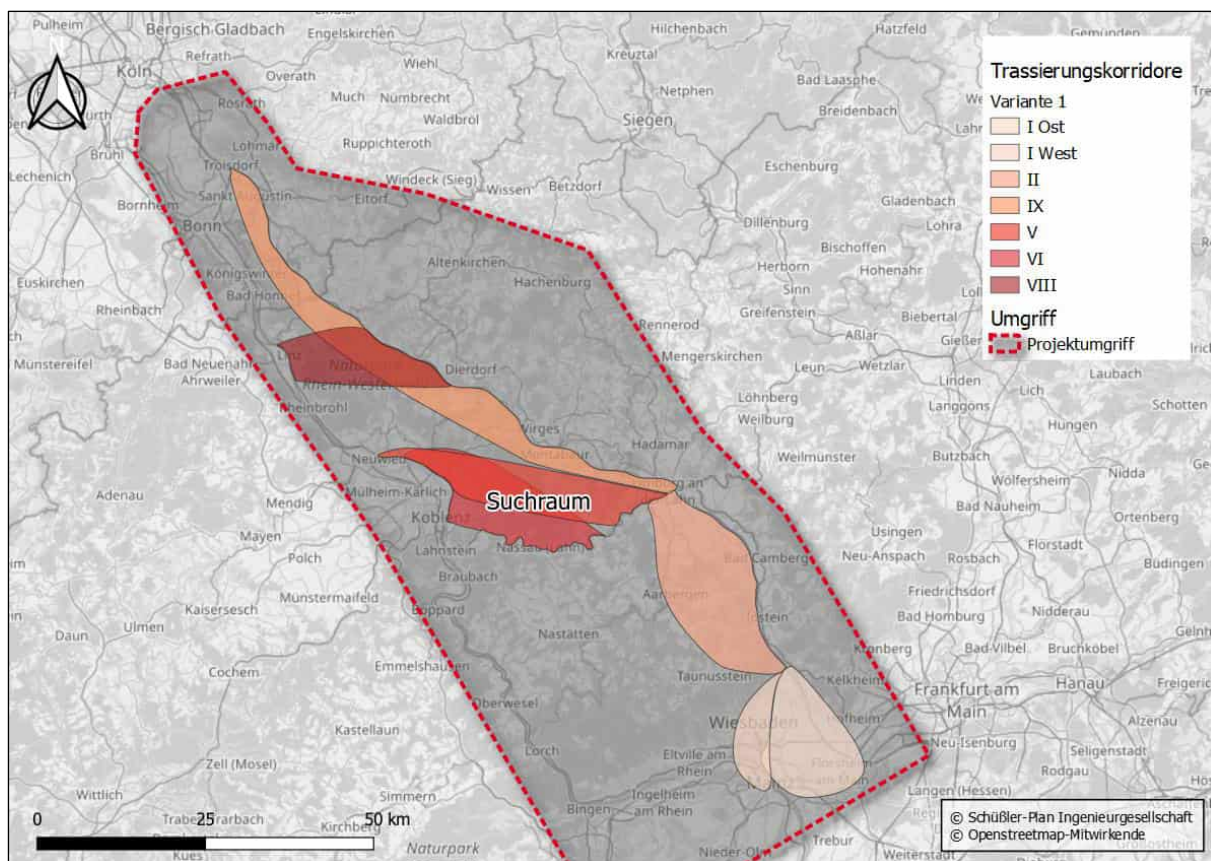 Pulheim
Bergisch Gladbach
Engelskirchen
Hilchenbach
Hatzfeld
Gemünden
Refrath
Köln
Overath
Wiehl
Kreuztal
Bad Laasphe
Rösrath
Much
Nümbrecht
Netphen
Breidenbach
Waldbröl
Siegen
Brühl
Lohmar
Ruppichteroth
Lechenich
Troisdorf
Eschenburg
Windeck (Sieg)
Wissen
Betzdorf
Sankt Augustin
Eitorf
Gladenbach
Bornheim
Dillenburg
Lohra
Bonn
Bischoffen
Altenkirchen
Herborn
Hohenahr
Euskirchen
Königswinter
Hachenburg
Sinn
Rheinbach
Bad Honnef
Greifenstein
Biebertal
Rennerod
Aßlar
Münstereifel
Bad Neuenahr
Ahrweiler
Linz
Dierdorf
Mengerskirchen
Leun
Wetzlar
Linden
Laubach
Rhein-Wester
Löhnberg
Langgöns
Schotten
Rheinbrohl
Weilburg
Hungen
Virges
Hadamar
Butzbach
Neuwied
Montabaur
Weilmünster
Nidda
Adenau
Mendig
Mülheim-Kärlich
Suchraum
Wölfersheim
Bad Nauheim
Ortenberg
Koblenz
Usingen
Florstadt
Mayen
Lahnstein
Nassau (Lahn)
Neu-Anspach
Rosbach
Büdingen
Polch
Bad Camberg
Braubach
Friedrichsdorf
Münstermaifeld
Aarbergen
Kaisersesch
Boppard
Idstein
Bad Homburg
Nidderau
Ulmen
Nastätten
Daun
Bad-Vilbel
Bruchköbel
Emmelshausen
Kronberg
Cochem
Taunusstein
Kelkheim
Oberwesel
Frankfurt am
Main
Hanau
Freigeric
Kastellaun
Wiesbaden
Hofheim
Alzenau
Lorch
Eltville am
Rhein
Neu-Isenburg
Zell (Mosel)
Seligenstadt
Rodgau
Wittlich
Simmern
Ingelheim
am Rhein
Langen (Hessen)
Bingen
Kirchberg
Trebur
Naturpark
Weiterstadt
Trassierungskorridore
Variante 1
I Ost
I West
II
IX
V
VI
VIII
Umgriff
Projektumgriff
0
25
50 km
© Schüßler-Plan Ingenieurgesellschaft
© Openstreetmap-Mitwirkende